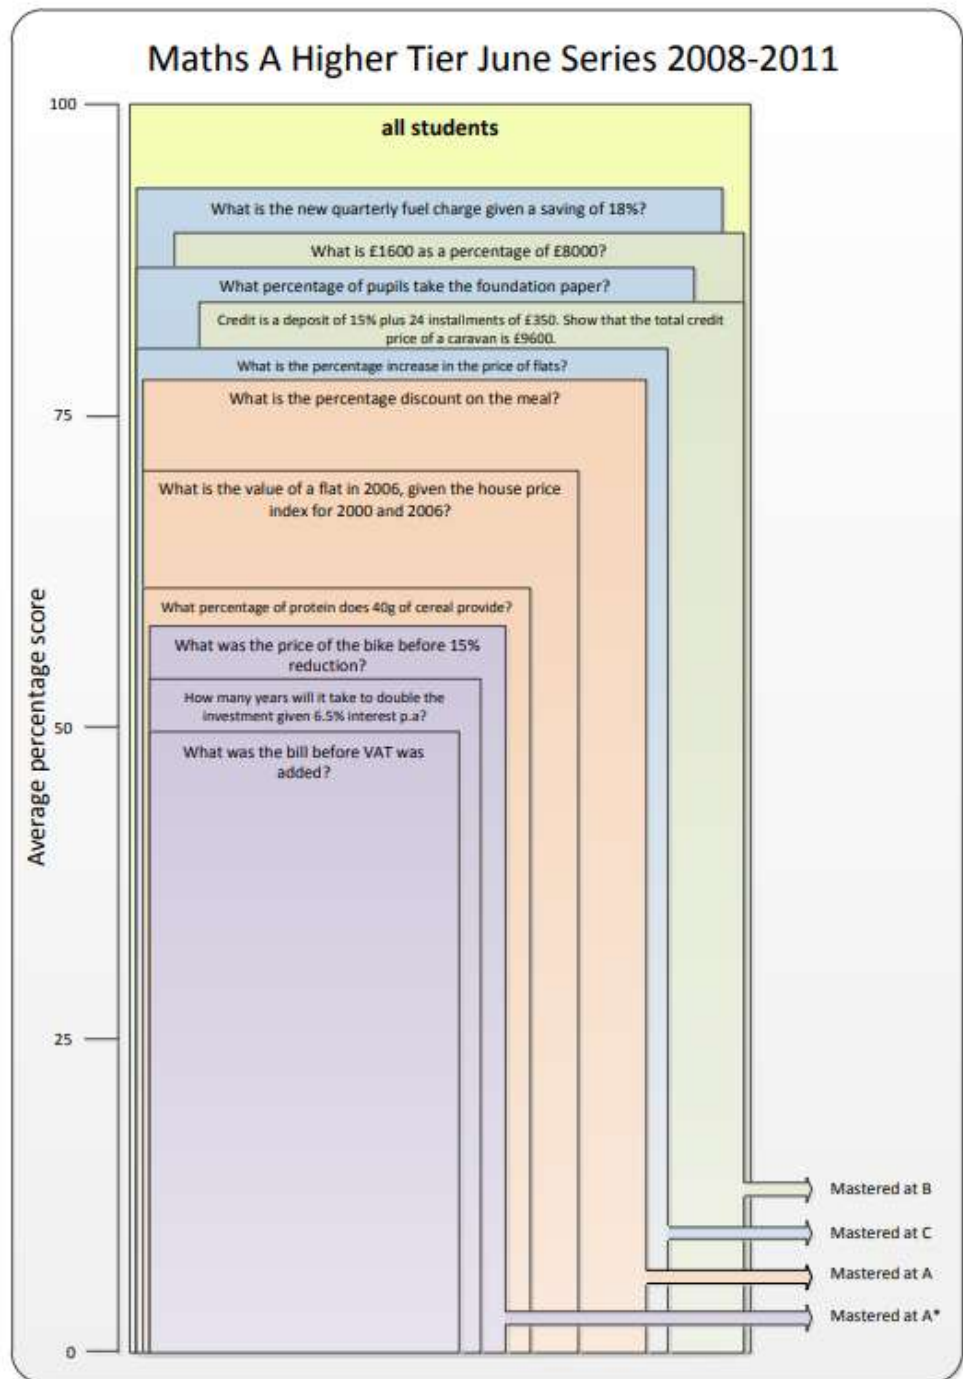 Maths A Higher Tier June Series 2008-2011
100
all students
What is the new quarterly fuel charge given a saving of 18%?
What is £1600 as a percentage of £8000?
What percentage of pupils take the foundation paper?
Credit is a deposit of 15% plus 24 installments of £350. Show that the total credit
price of a caravan is £9600.
What is the percentage increase in the price of flats?
What is the percentage discount on the meal?
75
What is the value of a flat in 2006, given the house price
index for 2000 and 2006?
What percentage of protein does 40g of cereal provide?
What was the price of the bike before 15%
reduction?
How many years will it take to double the
investment given 6.5% interest p.a?
50
What was the bill before VAT was
added?
Average percentage score
25
Mastered at B
Mastered at C
Mastered at A
Mastered at A*
0